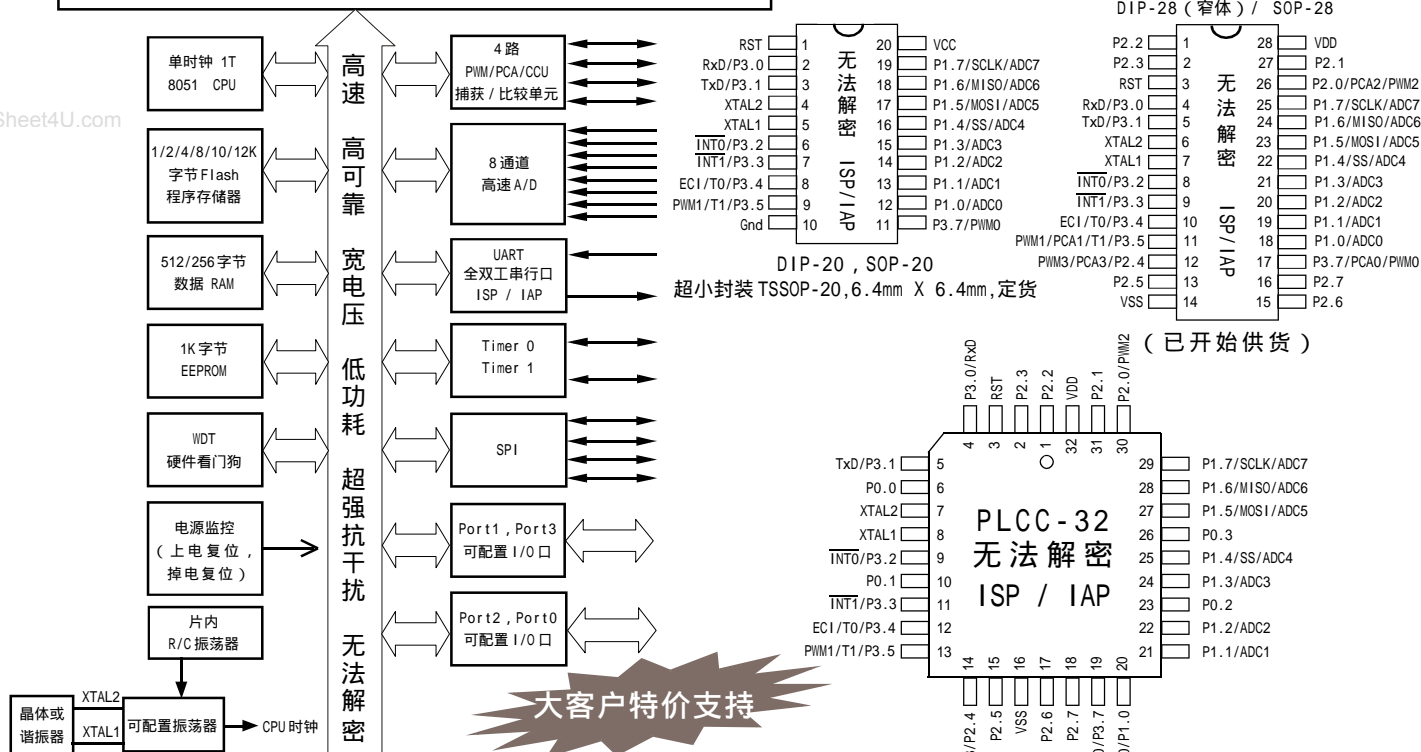 DIP-28（窄体）/ SOP-28
Sheet4U.com
单时钟 1T
8051 CPU
1/2/4/8/10/12K
字节Flash
程序存储器
512/256字节
数据 RAM
1K字节
EEPROM
WDT
硬件看门狗
电源监控
（上电复位，
掉电复位）
片内
R/C振荡器
晶体或
谐振器
XTAL2
XTAL1
可配置振荡器
CPU时钟
高速 高可靠 宽电压 低功耗 超强抗干扰 无法解密
4路
PWM/PCA/CCU
捕获/比较单元
8通道
高速A/D
UART
全双工串行口
ISP / IAP
Timer 0
Timer 1
SPI
Port1，Port3
可配置I/O口
Port2，Port0
可配置I/O口
大客户特价支持
RST 1
RxD/P3.0 2
TxD/P3.1 3
XTAL2 4
XTAL1 5
INT0/P3.2 6
INT1/P3.3 7
ECI/T0/P3.4 8
PWM1/T1/P3.5 9
Gnd 10
无法解密 ISP/IAP
20 VCC
19 P1.7/SCLK/ADC7
18 P1.6/MISO/ADC6
17 P1.5/MOSI/ADC5
16 P1.4/SS/ADC4
15 P1.3/ADC3
14 P1.2/ADC2
13 P1.1/ADC1
12 P1.0/ADC0
11 P3.7/PWM0
DIP-20，SOP-20
超小封装TSSOP-20,6.4mm X 6.4mm,定货
P2.2 1
P2.3 2
RST 3
RxD/P3.0 4
TxD/P3.1 5
XTAL2 6
XTAL1 7
INT0/P3.2 8
INT1/P3.3 9
ECI/T0/P3.4 10
PWM1/PCA1/T1/P3.5 11
PWM3/PCA3/P2.4 12
P2.5 13
VSS 14
无法解密 ISP/IAP
28 VDD
27 P2.1
26 P2.0/PCA2/PWM2
25 P1.7/SCLK/ADC7
24 P1.6/MISO/ADC6
23 P1.5/MOSI/ADC5
22 P1.4/SS/ADC4
21 P1.3/ADC3
20 P1.2/ADC2
19 P1.1/ADC1
18 P1.0/ADC0
17 P3.7/PCA0/PWM0
16 P2.7
15 P2.6
（已开始供货）
P3.0/RxD 4
RST 3
P2.3 2
P2.2 1
VDD 32
P2.1 31
P2.0/PWM2 30
TxD/P3.1 5
P0.0 6
XTAL2 7
XTAL1 8
INT0/P3.2 9
P0.1 10
INT1/P3.3 11
ECI/T0/P3.4 12
PWM1/T1/P3.5 13
PLCC-32
无法解密
ISP / IAP
29 P1.7/SCLK/ADC7
28 P1.6/MISO/ADC6
27 P1.5/MOSI/ADC5
26 P0.3
25 P1.4/SS/ADC4
24 P1.3/ADC3
23 P0.2
22 P1.2/ADC2
21 P1.1/ADC1
14 /P2.4
15 P2.5
16 VSS
17 P2.6
18 P2.7
19 /P3.7
20 /P1.0